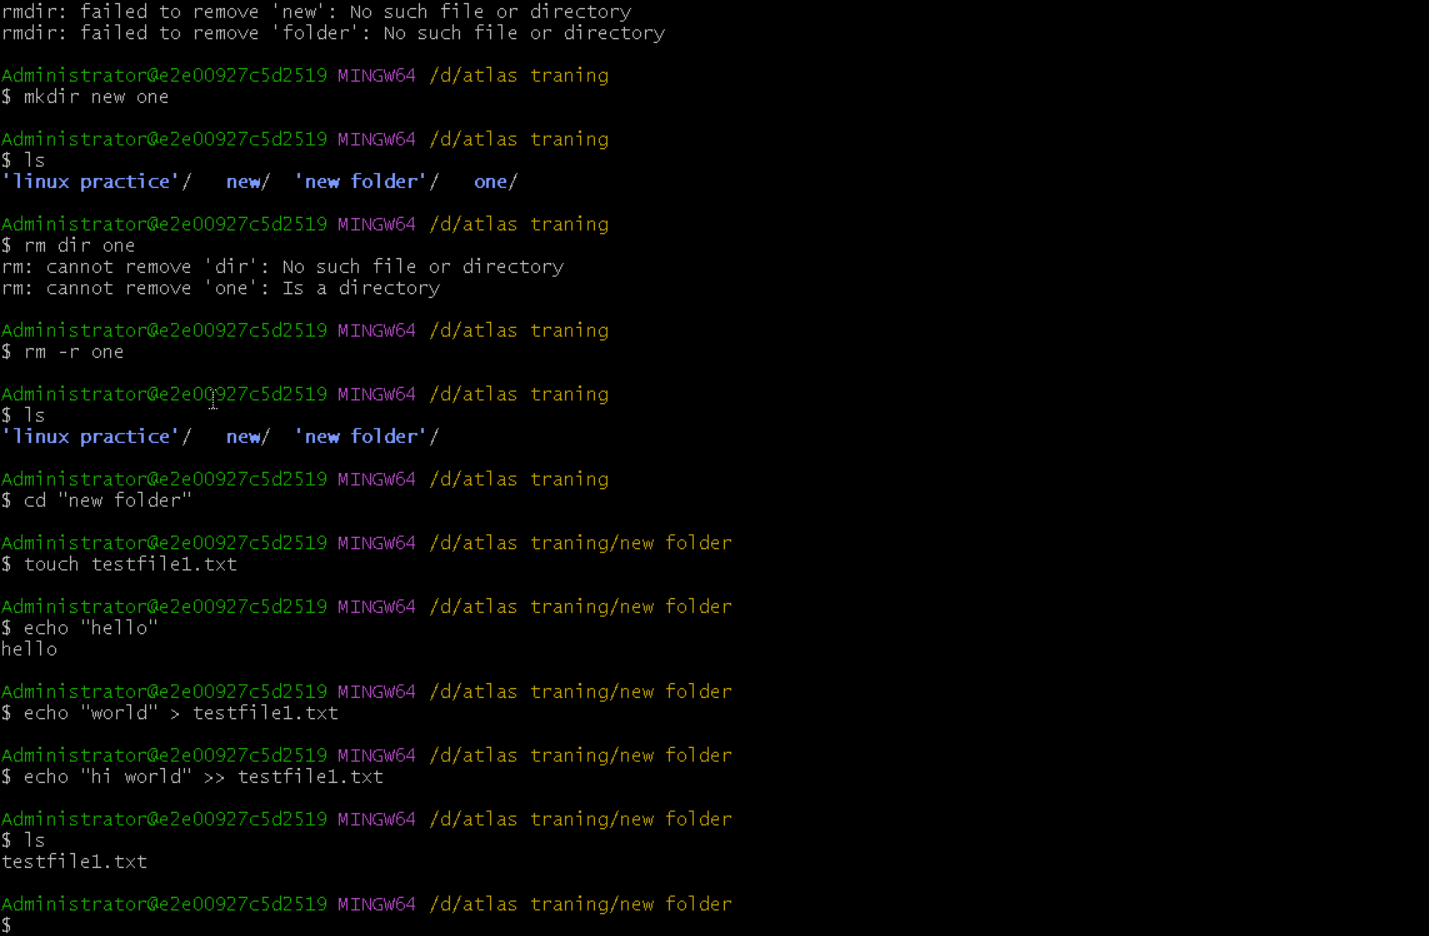 rmdir: failed to remove 'new': No such file or directory
rmdir: failed to remove 'folder': No such file or directory
Administrator@e2e00927c5d2519 MINGW64 /d/atlas traning
$ mkdir new one
Administrator@e2e00927c5d2519 MINGW64 /d/atlas traning
$ ls
'linux practice'/   new/  'new folder'/   one/
Administrator@e2e00927c5d2519 MINGW64 /d/atlas traning
$ rm dir one
rm: cannot remove 'dir': No such file or directory
rm: cannot remove 'one': Is a directory
Administrator@e2e00927c5d2519 MINGW64 /d/atlas traning
$ rm -r one
Administrator@e2e00927c5d2519 MINGW64 /d/atlas traning
$ ls
'linux practice'/   new/  'new folder'/
Administrator@e2e00927c5d2519 MINGW64 /d/atlas traning
$ cd "new folder"
Administrator@e2e00927c5d2519 MINGW64 /d/atlas traning/new folder
$ touch testfile1.txt
Administrator@e2e00927c5d2519 MINGW64 /d/atlas traning/new folder
$ echo "hello"
hello
Administrator@e2e00927c5d2519 MINGW64 /d/atlas traning/new folder
$ echo "world" > testfile1.txt
Administrator@e2e00927c5d2519 MINGW64 /d/atlas traning/new folder
$ echo "hi world" >> testfile1.txt
Administrator@e2e00927c5d2519 MINGW64 /d/atlas traning/new folder
$ ls
testfile1.txt
Administrator@e2e00927c5d2519 MINGW64 /d/atlas traning/new folder
$